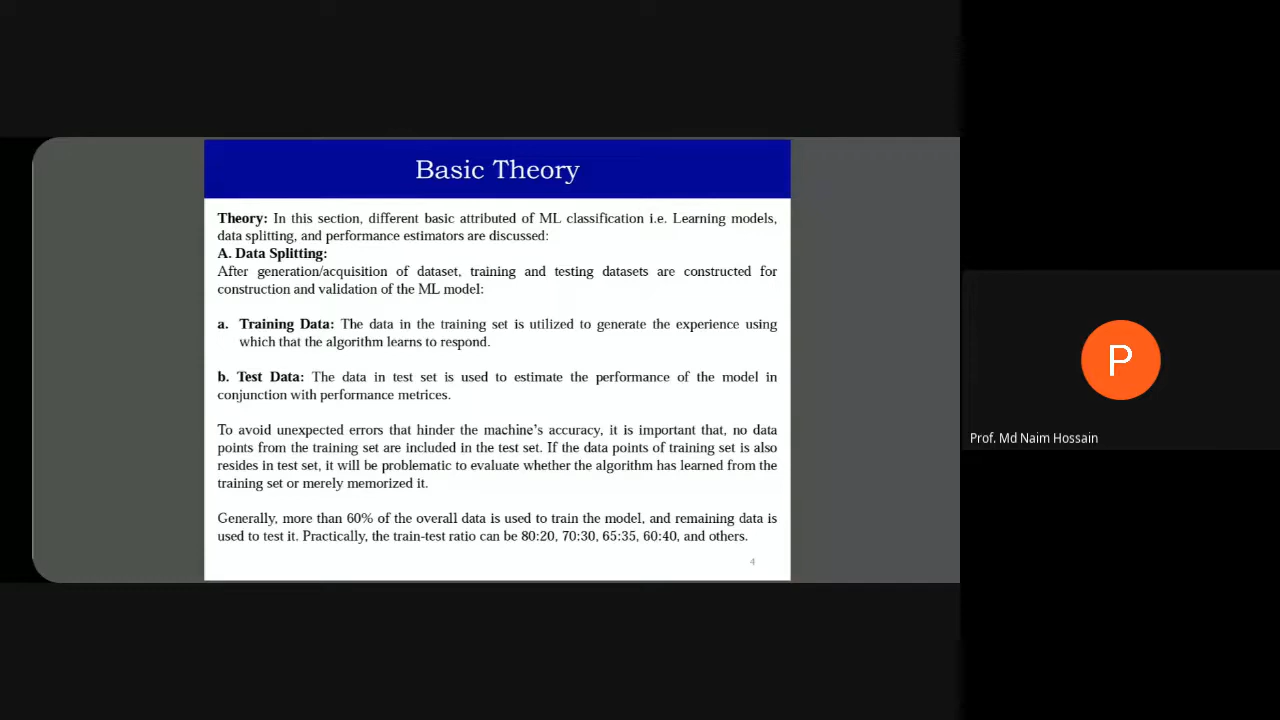 Basic Theory
Theory: In this section, different basic attributed of ML classification i.e. Learning models,
data splitting, and performance estimators are discussed:
A. Data Splitting:
After generation/acquisition of dataset, training and testing datasets are constructed for
construction and validation of the ML model:
a. Training Data: The data in the training set is utilized to generate the experience using
which that the algorithm learns to respond.
b. Test Data: The data in test set is used to estimate the performance of the model in
conjunction with performance metrices.
To avoid unexpected errors that hinder the machine's accuracy, it is important that, no data
points from the training set are included in the test set. If the data points of training set is also
resides in test set, it will be problematic to evaluate whether the algorithm has learned from the
training set or merely memorized it.
Generally, more than 60% of the overall data is used to train the model, and remaining data is
used to test it. Practically, the train-test ratio can be 80:20, 70:30, 65:35, 60:40, and others.
4
P
Prof. Md Naim Hossain